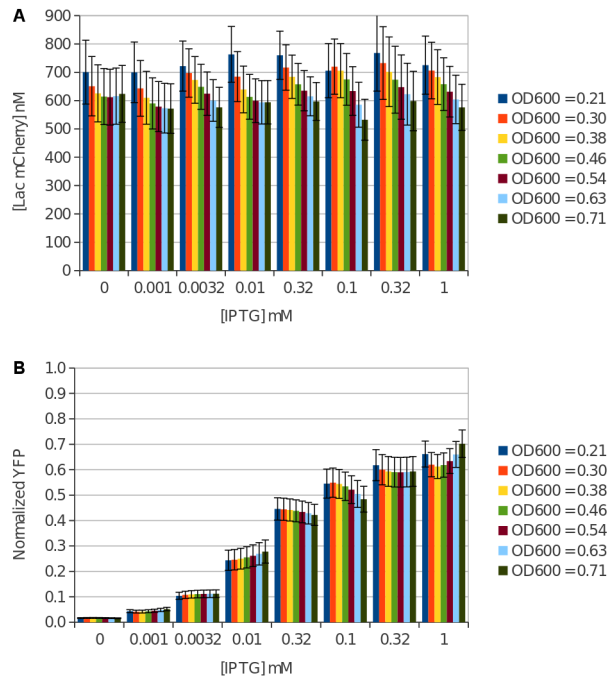 A
900
800
700
600
500
400
300
200
100
0
[Lac mCherry] nM
0 0.001 0.0032 0.01 0.32 0.1 0.32 1
[IPTG] mM
OD600 = 0.21
OD600 = 0.30
OD600 = 0.38
OD600 = 0.46
OD600 = 0.54
OD600 = 0.63
OD600 = 0.71
B
1.0
0.9
0.8
0.7
0.6
0.5
0.4
0.3
0.2
0.1
0.0
Normalized YFP
0 0.001 0.0032 0.01 0.32 0.1 0.32 1
[IPTG] mM
OD600 = 0.21
OD600 = 0.30
OD600 = 0.38
OD600 = 0.46
OD600 = 0.54
OD600 = 0.63
OD600 = 0.71